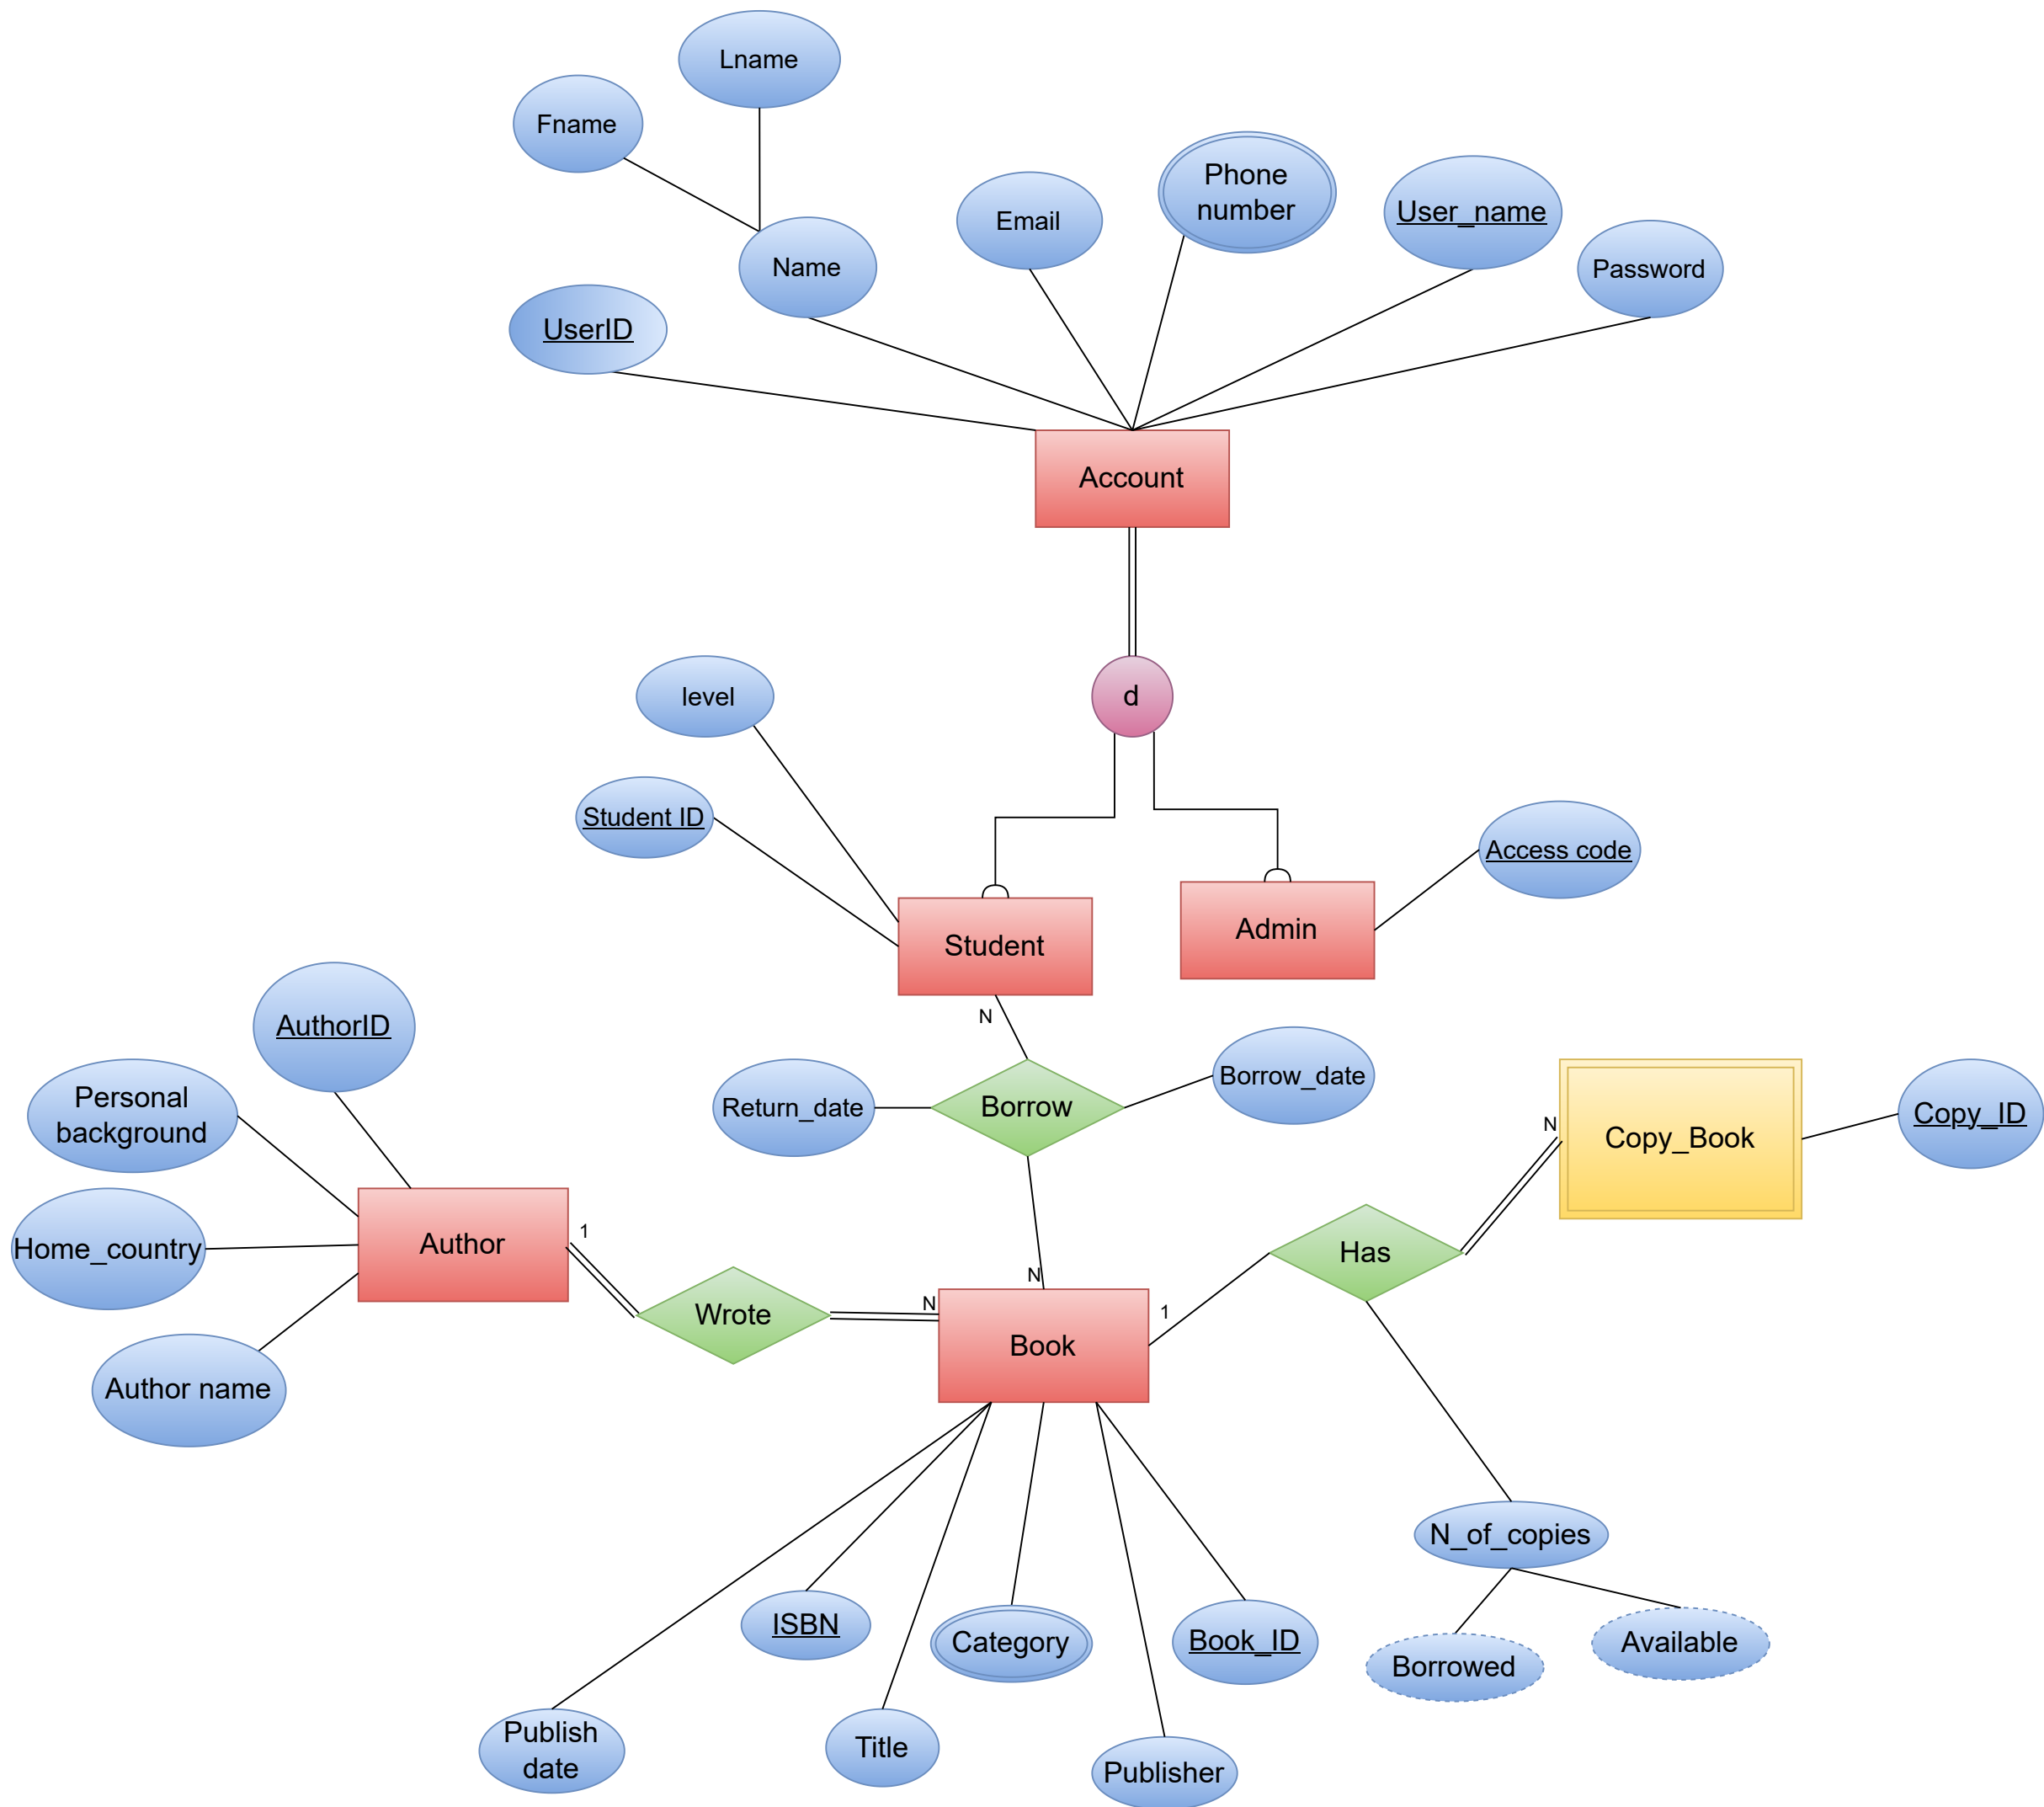 Lname
Fname
Phone
number
User_name
Email
Name
Password
UserID
Account
level
d
Student ID
Access code
Admin
Student
N
AuthorID
Borrow_date
Personal
background
Return_date
Borrow
N
Copy_Book
Copy_ID
1
Author
Home_country
Has
N
N
1
Wrote
Book
Author name
N_of_copies
ISBN
Category
Book_ID
Available
Borrowed
Publish
date
Title
Publisher